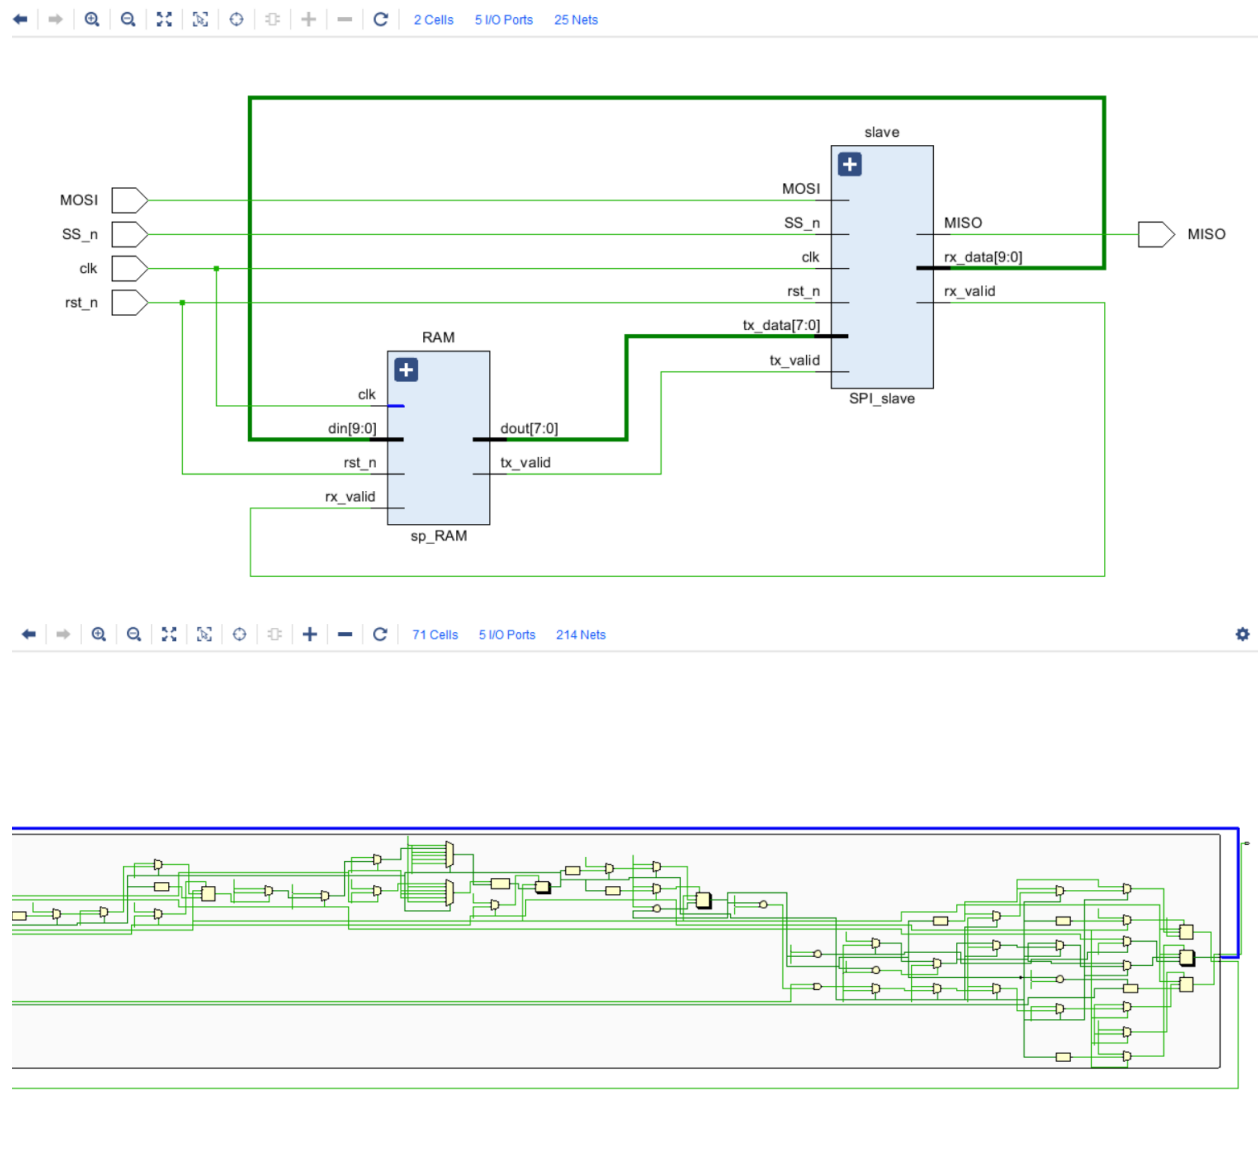 2 Cells 5 I/O Ports 25 Nets
slave
MOSI
MOSI
SS_n
SS_n
MISO
MISO
clk
clk
rx_data[9:0]
rst_n
rst_n
rx_valid
tx_data[7:0]
RAM
tx_valid
clk
SPI_slave
din[9:0]
dout[7:0]
rst_n
tx_valid
rx_valid
sp_RAM
71 Cells 5 I/O Ports 214 Nets